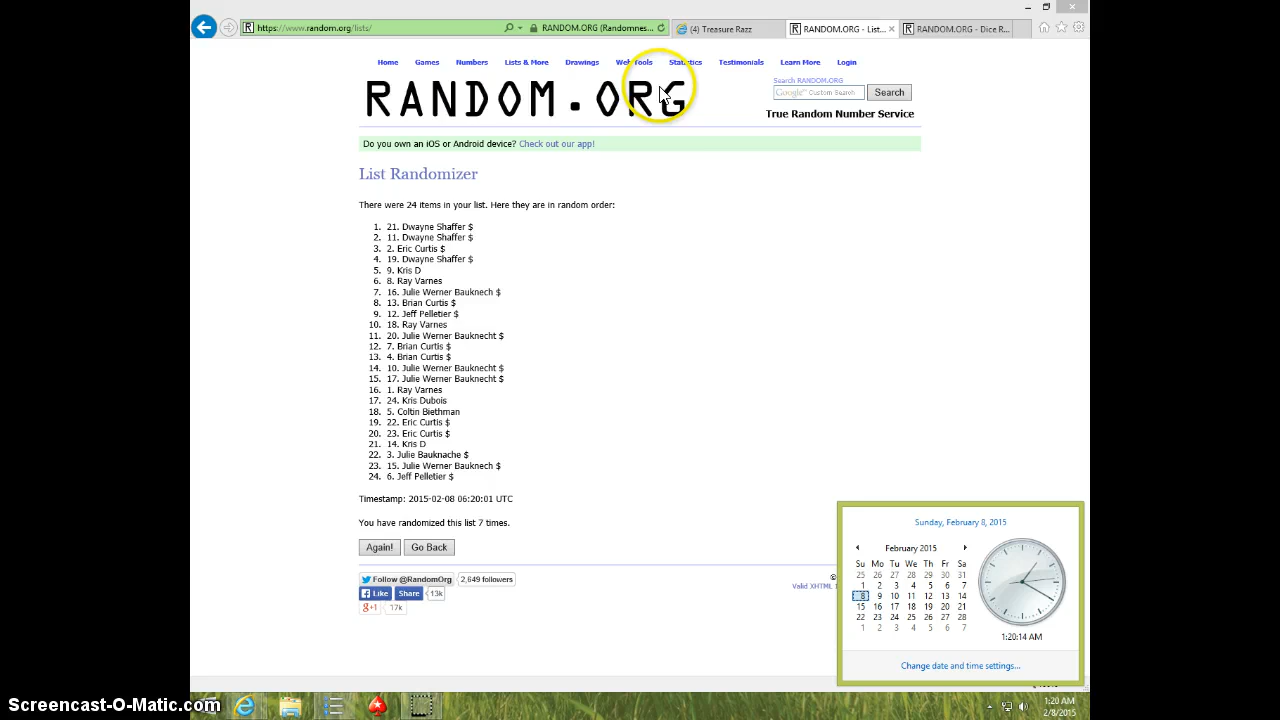 https://www.random.org/lists/
RANDOM.ORG (Randomnes...
(4) Treasure Razz
RANDOM.ORG - List...
RANDOM.ORG - Dice R...
Home Games Numbers Lists & More Drawings Web Tools Statistics Testimonials Learn More Login
RANDOM.ORG
Search RANDOM.ORG
Google™ Custom Search
Search
True Random Number Service
Do you own an iOS or Android device? Check out our app!
List Randomizer
There were 24 items in your list. Here they are in random order:
1. 21. Dwayne Shaffer $
2. 11. Dwayne Shaffer $
3. 2. Eric Curtis $
4. 19. Dwayne Shaffer $
5. 9. Kris D
6. 8. Ray Varnes
7. 16. Julie Werner Bauknech $
8. 13. Brian Curtis $
9. 12. Jeff Pelletier $
10. 18. Ray Varnes
11. 20. Julie Werner Bauknecht $
12. 7. Brian Curtis $
13. 4. Brian Curtis $
14. 10. Julie Werner Bauknecht $
15. 17. Julie Werner Bauknecht $
16. 1. Ray Varnes
17. 24. Kris Dubois
18. 5. Coltin Biethman
19. 22. Eric Curtis $
20. 23. Eric Curtis $
21. 14. Kris D
22. 3. Julie Bauknache $
23. 15. Julie Werner Bauknech $
24. 6. Jeff Pelletier $
Timestamp: 2015-02-08 06:20:01 UTC
You have randomized this list 7 times.
Again! Go Back
Follow @RandomOrg 2,649 followers
Like Share 13k
g+1 17k
©
Valid XHTML 1
Sunday, February 8, 2015
February 2015
Su Mo Tu We Th Fr Sa
25 26 27 28 29 30 31
1 2 3 4 5 6 7
8 9 10 11 12 13 14
15 16 17 18 19 20 21
22 23 24 25 26 27 28
1 2 3 4 5 6 7
1:20:14 AM
Change date and time settings...
1:20 AM
2/8/2015
Screencast-O-Matic.com